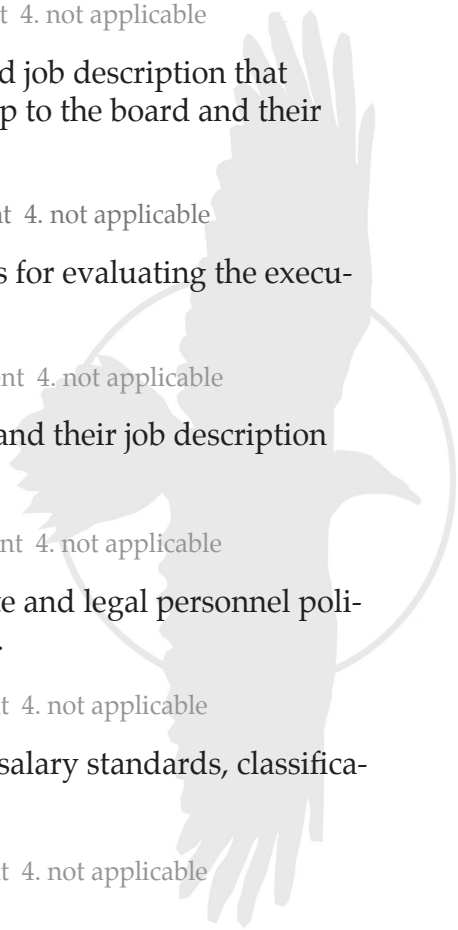 t 4. not applicable
d job description that
p to the board and their
nt 4. not applicable
s for evaluating the execu-
ent 4. not applicable
and their job description
nt 4. not applicable
te and legal personnel poli-
.
t 4. not applicable
salary standards, classifica-
t 4. not applicable